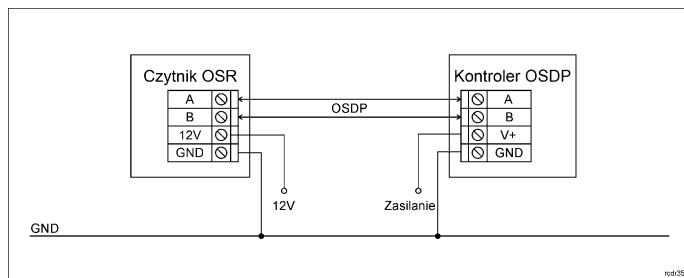 Czytnik OSR
Kontroler OSDP
A
A
OSDP
B
B
12V
V+
GND
GND
12V
Zasilanie
GND
rcdr35